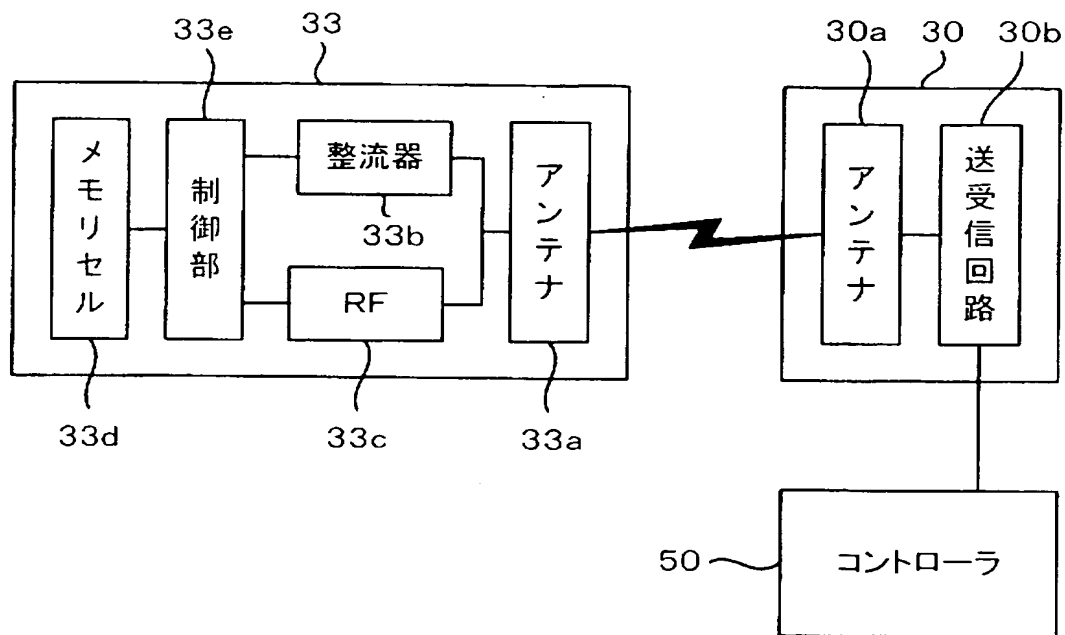 33e
33
30a
30
30b
メモリセル
制御部
整流器
33b
RF
アンテナ
アンテナ
送受信回路
33d
33c
33a
50
コントローラ